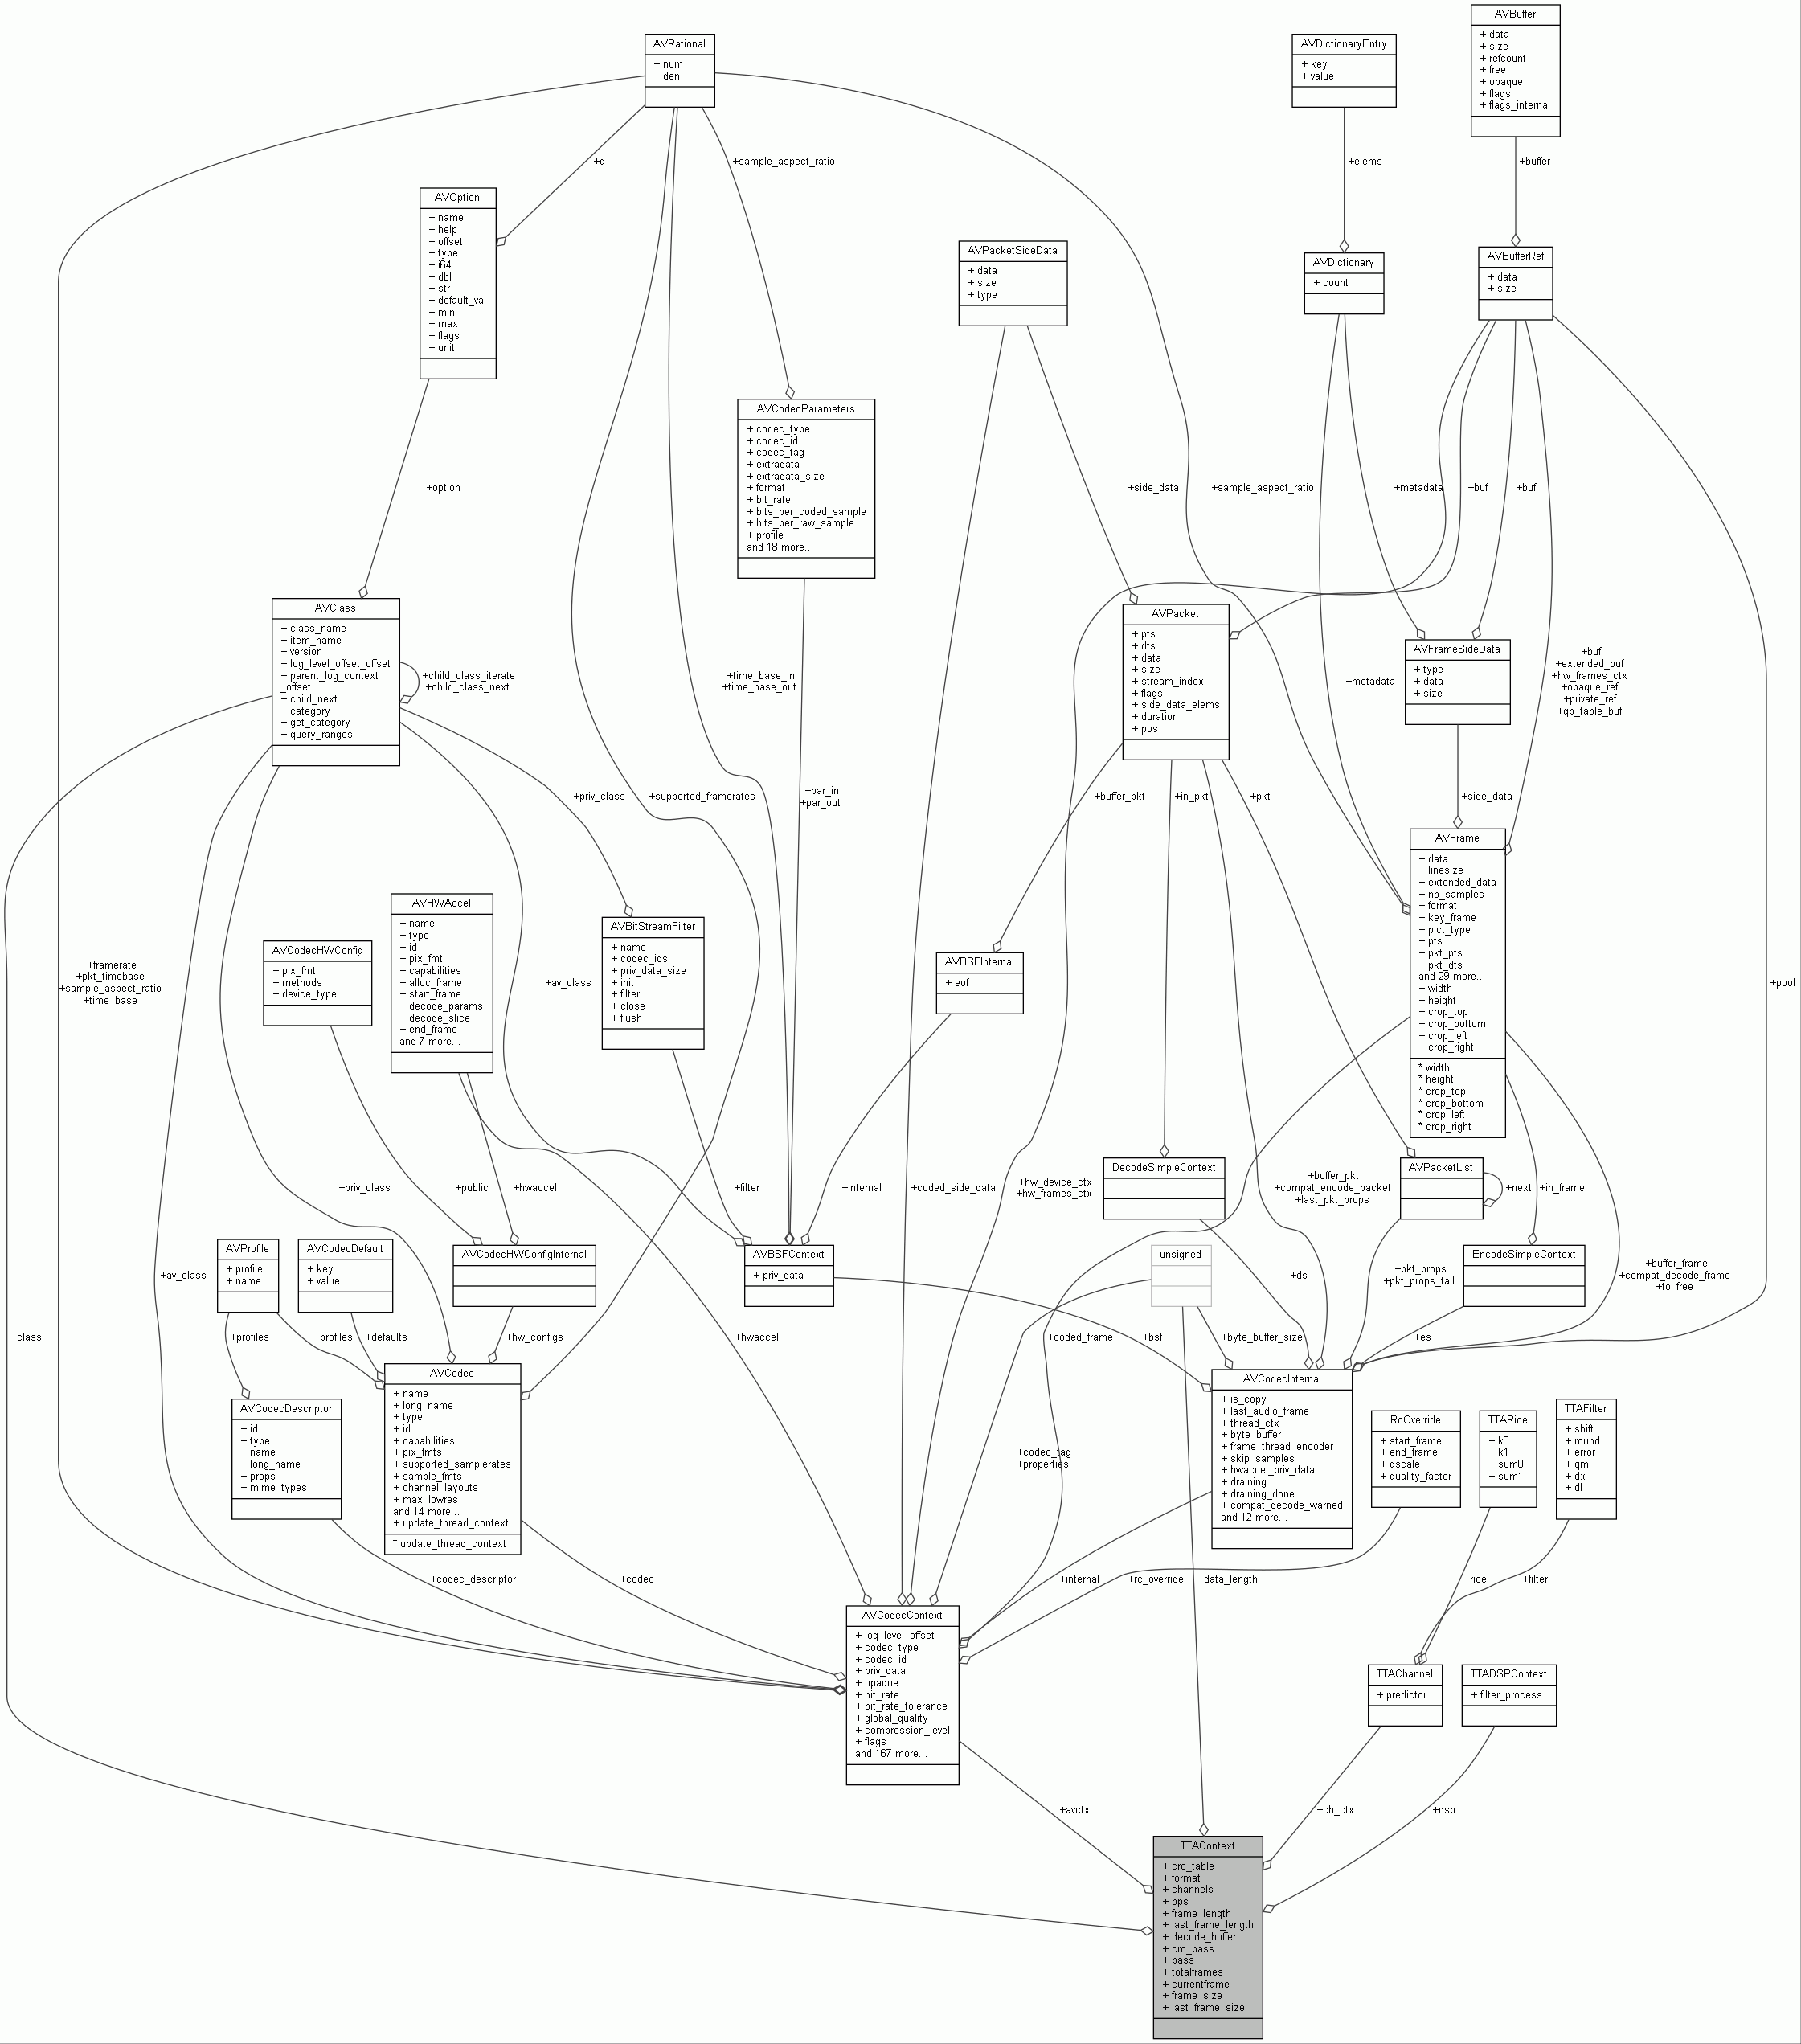 AVBuffer
+ data
+ size
+ refcount
+ free
+ opaque
+ flags
+ flags_internal
AVRational
+ num
+ den
AVDictionaryEntry
+ key
+ value
+q
+sample_aspect_ratio
+elems
+buffer
AVOption
+ name
+ help
+ offset
+ type
+ i64
+ dbl
+ str
+ default_val
+ min
+ max
+ flags
+ unit
AVPacketSideData
+ data
+ size
+ type
AVDictionary
+ count
AVBufferRef
+ data
+ size
AVCodecParameters
+ codec_type
+ codec_id
+ codec_tag
+ extradata
+ extradata_size
+ format
+ bit_rate
+ bits_per_coded_sample
+ bits_per_raw_sample
+ profile
and 18 more...
+option
+side_data
+sample_aspect_ratio
+metadata
+buf
+buf
AVClass
+ class_name
+ item_name
+ version
+ log_level_offset_offset
+ parent_log_context
_offset
+ child_next
+ category
+ get_category
+ query_ranges
+child_class_iterate
+child_class_next
+time_base_in
+time_base_out
AVPacket
+ pts
+ dts
+ data
+ size
+ stream_index
+ flags
+ side_data_elems
+ duration
+ pos
+metadata
AVFrameSideData
+ type
+ data
+ size
+buf
+extended_buf
+hw_frames_ctx
+opaque_ref
+private_ref
+qp_table_buf
+priv_class
+supported_framerates
+par_in
+par_out
+buffer_pkt
+in_pkt
+pkt
+side_data
AVFrame
+ data
+ linesize
+ extended_data
+ nb_samples
+ format
+ key_frame
+ pict_type
+ pts
+ pkt_pts
+ pkt_dts
and 29 more...
+ width
+ height
+ crop_top
+ crop_bottom
+ crop_left
+ crop_right
* width
* height
* crop_top
* crop_bottom
* crop_left
* crop_right
AVHWAccel
+ name
+ type
+ id
+ pix_fmt
+ capabilities
+ alloc_frame
+ start_frame
+ decode_params
+ decode_slice
+ end_frame
and 7 more...
AVCodecHWConfig
+ pix_fmt
+ methods
+ device_type
AVBitStreamFilter
+ name
+ codec_ids
+ priv_data_size
+ init
+ filter
+ close
+ flush
AVBSFInternal
+ eof
+framerate
+pkt_timebase
+sample_aspect_ratio
+time_base
+av_class
+pool
+priv_class
+public
+hwaccel
+filter
+internal
+coded_side_data
+hw_device_ctx
+hw_frames_ctx
DecodeSimpleContext
+buffer_pkt
+compat_encode_packet
+last_pkt_props
AVPacketList
+next
+in_frame
AVProfile
+ profile
+ name
AVCodecDefault
+ key
+ value
AVCodecHWConfigInternal
AVBSFContext
+ priv_data
unsigned
EncodeSimpleContext
+av_class
+ds
+pkt_props
+pkt_props_tail
+buffer_frame
+compat_decode_frame
+to_free
+class
+profiles
+profiles
+defaults
+hw_configs
+hwaccel
+coded_frame
+bsf
+byte_buffer_size
+es
AVCodecDescriptor
+ id
+ type
+ name
+ long_name
+ props
+ mime_types
AVCodec
+ name
+ long_name
+ type
+ id
+ capabilities
+ pix_fmts
+ supported_samplerates
+ sample_fmts
+ channel_layouts
+ max_lowres
and 14 more...
+ update_thread_context
* update_thread_context
+codec_tag
+properties
AVCodecInternal
+ is_copy
+ last_audio_frame
+ thread_ctx
+ byte_buffer
+ frame_thread_encoder
+ skip_samples
+ hwaccel_priv_data
+ draining
+ draining_done
+ compat_decode_warned
and 12 more...
RcOverride
+ start_frame
+ end_frame
+ qscale
+ quality_factor
TTARice
+ k0
+ k1
+ sum0
+ sum1
TTAFilter
+ shift
+ round
+ error
+ qm
+ dx
+ dl
+codec_descriptor
+codec
+internal
+rc_override
+data_length
+rice
+filter
AVCodecContext
+ log_level_offset
+ codec_type
+ codec_id
+ priv_data
+ opaque
+ bit_rate
+ bit_rate_tolerance
+ global_quality
+ compression_level
+ flags
and 167 more...
TTAChannel
+ predictor
TTADSPContext
+ filter_process
+avctx
+ch_ctx
+dsp
TTAContext
+ crc_table
+ format
+ channels
+ bps
+ frame_length
+ last_frame_length
+ decode_buffer
+ crc_pass
+ pass
+ totalframes
+ currentframe
+ frame_size
+ last_frame_size